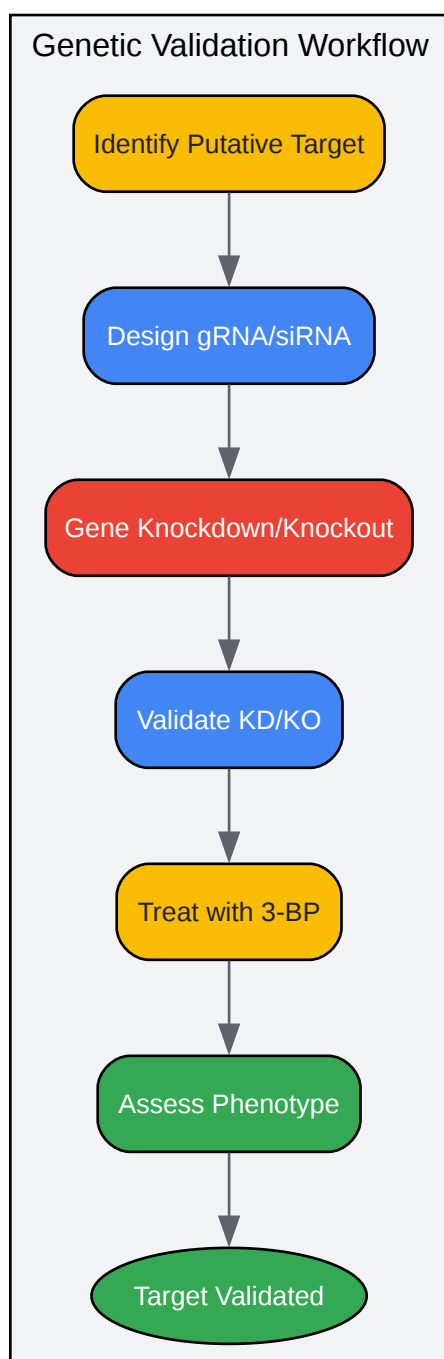 Genetic Validation Workflow
Identify Putative Target
Design gRNA/siRNA
Gene Knockdown/Knockout
Validate KD/KO
Treat with 3-BP
Assess Phenotype
Target Validated